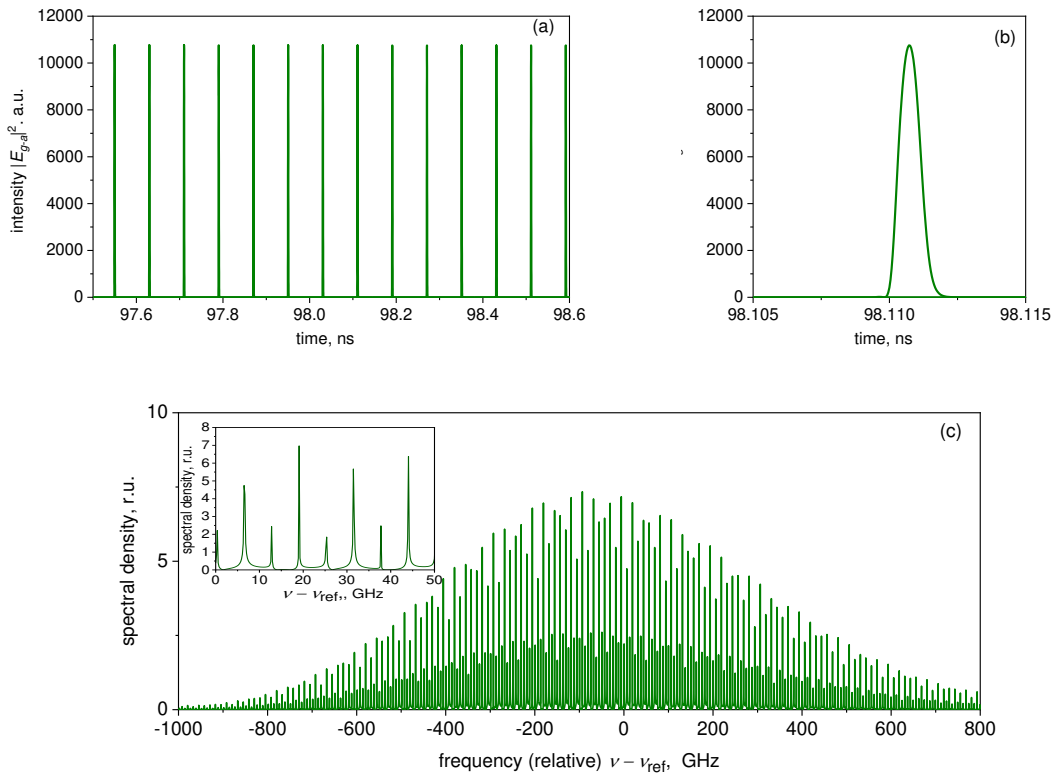 (a)
12000
10000
8000
6000
4000
2000
0
intensity |E_{g-a}|². a.u.
97.6 97.8 98.0 98.2 98.4 98.6
time, ns
(b)
12000
10000
8000
6000
4000
2000
0
98.105 98.110 98.115
time, ns
(c)
10
5
0
spectral density, r.u.
8
7
6
5
4
3
2
1
0
spectral density, r.u.
0 10 20 30 40 50
ν − ν_ref,, GHz
-1000 -800 -600 -400 -200 0 200 400 600 800
frequency (relative) ν − ν_ref, GHz